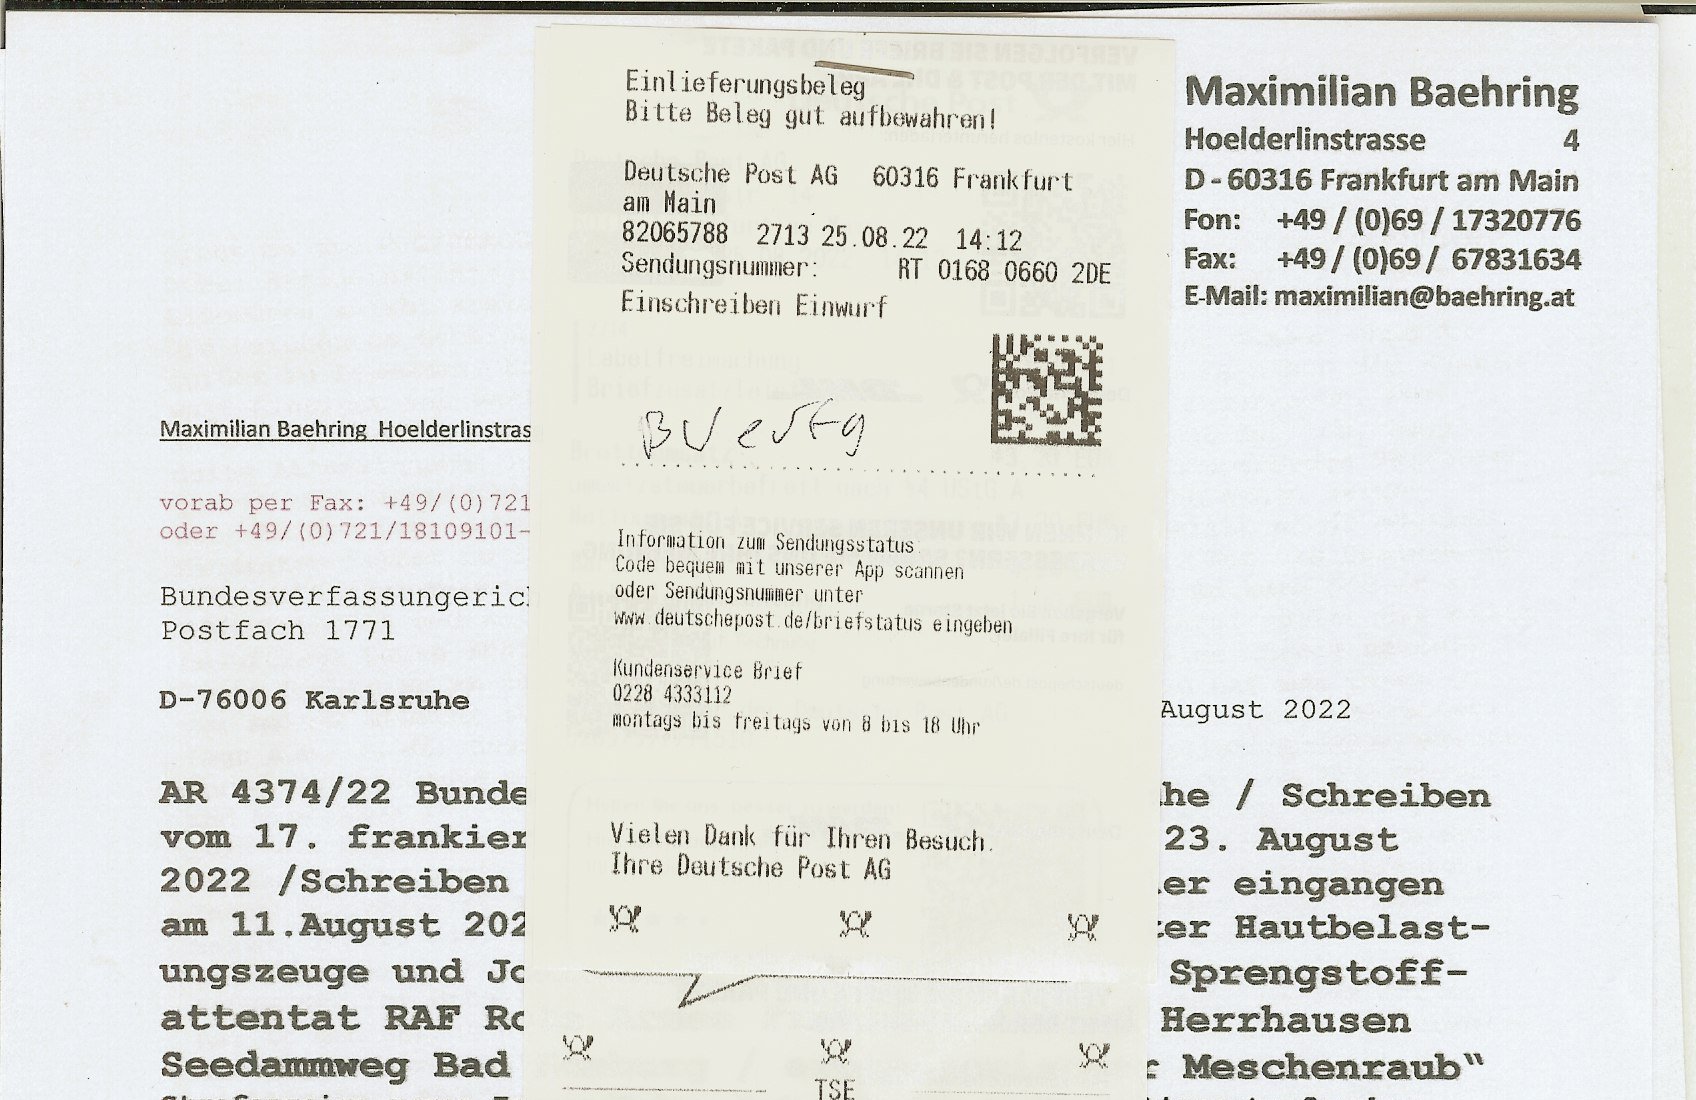 Einlieferungsbeleg
Bitte Beleg gut aufbewahren!
Deutsche Post AG 60316 Frankfurt
am Main
82065788 2713 25.08.22 14:12
Sendungsnummer: RT 0168 0660 2DE
Einschreiben Einwurf
Information zum Sendungsstatus.
Code bequem mit unserer App scannen
oder Sendungsnummer unter
www.deutschepost.de/briefstatus eingeben
Kundenservice Brief
0228 4333112
montags bis freitags von 8 bis 18 Uhr
Vielen Dank für Ihren Besuch.
Ihre Deutsche Post AG
TSE
Maximilian Baehring
Hoelderlinstrasse 4
D - 60316 Frankfurt am Main
Fon: +49 / (0)69 / 17320776
Fax: +49 / (0)69 / 67831634
E-Mail: maximilian@baehring.at
Maximilian Baehring Hoelderlinstras
vorab per Fax: +49/(0)721
oder +49/(0)721/18109101-
Bundesverfassungeric
Postfach 1771
D-76006 Karlsruhe
August 2022
AR 4374/22 Bunde he / Schreiben
vom 17. frankier 23. August
2022 /Schreiben er eingangen
am 11.August 202 ter Hautbelast-
ungszeuge und Jo Sprengstoff-
attentat RAF Ro Herrhausen
Seedammweg Bad r Meschenraub“